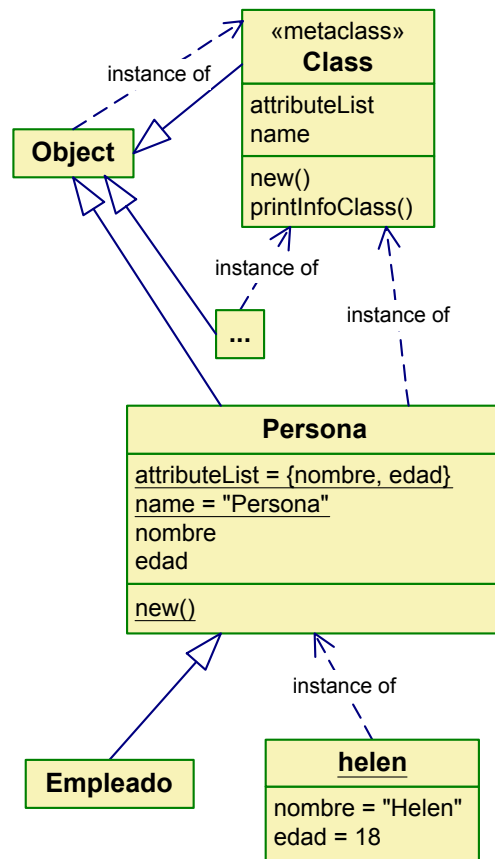 «metaclass»
Class
instance of
attributeList
name
Object
new()
printInfoClass()
instance of
instance of
...
Persona
attributeList = {nombre, edad}
name = "Persona"
nombre
edad
new()
instance of
Empleado
helen
nombre = "Helen"
edad = 18